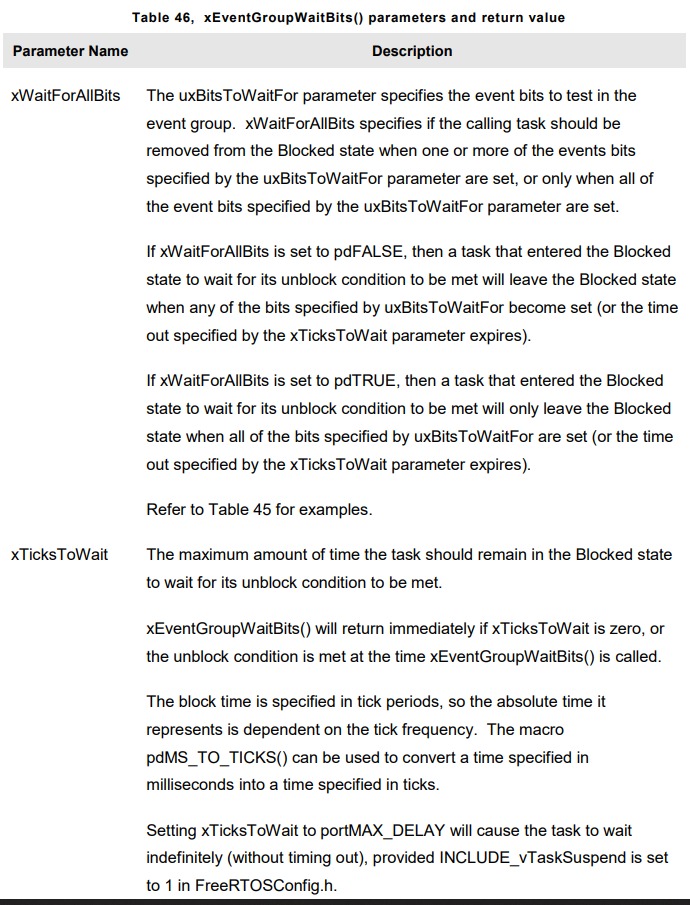 Table 46, xEventGroupWaitBits() parameters and return value
Parameter Name Description
xWaitForAllBits The uxBitsToWaitFor parameter specifies the event bits to test in the
event group. xWaitForAllBits specifies if the calling task should be
removed from the Blocked state when one or more of the events bits
specified by the uxBitsToWaitFor parameter are set, or only when all of
the event bits specified by the uxBitsToWaitFor parameter are set.
If xWaitForAllBits is set to pdFALSE, then a task that entered the Blocked
state to wait for its unblock condition to be met will leave the Blocked state
when any of the bits specified by uxBitsToWaitFor become set (or the time
out specified by the xTicksToWait parameter expires).
If xWaitForAllBits is set to pdTRUE, then a task that entered the Blocked
state to wait for its unblock condition to be met will only leave the Blocked
state when all of the bits specified by uxBitsToWaitFor are set (or the time
out specified by the xTicksToWait parameter expires).
Refer to Table 45 for examples.
xTicksToWait The maximum amount of time the task should remain in the Blocked state
to wait for its unblock condition to be met.
xEventGroupWaitBits() will return immediately if xTicksToWait is zero, or
the unblock condition is met at the time xEventGroupWaitBits() is called.
The block time is specified in tick periods, so the absolute time it
represents is dependent on the tick frequency. The macro
pdMS_TO_TICKS() can be used to convert a time specified in
milliseconds into a time specified in ticks.
Setting xTicksToWait to portMAX_DELAY will cause the task to wait
indefinitely (without timing out), provided INCLUDE_vTaskSuspend is set
to 1 in FreeRTOSConfig.h.